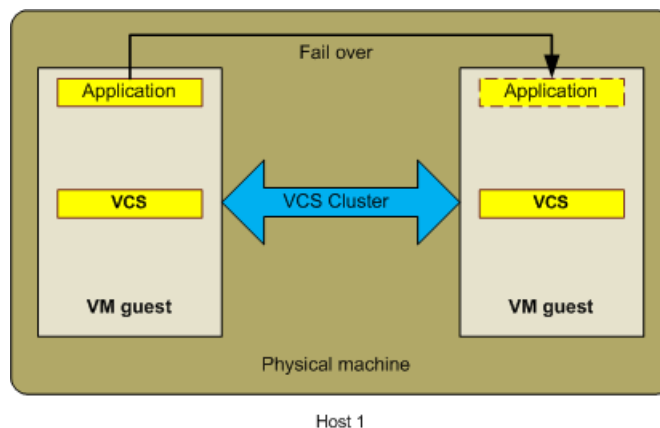 Fail over
Application
Application
VCS
VCS Cluster
VCS
VM guest
VM guest
Physical machine
Host 1